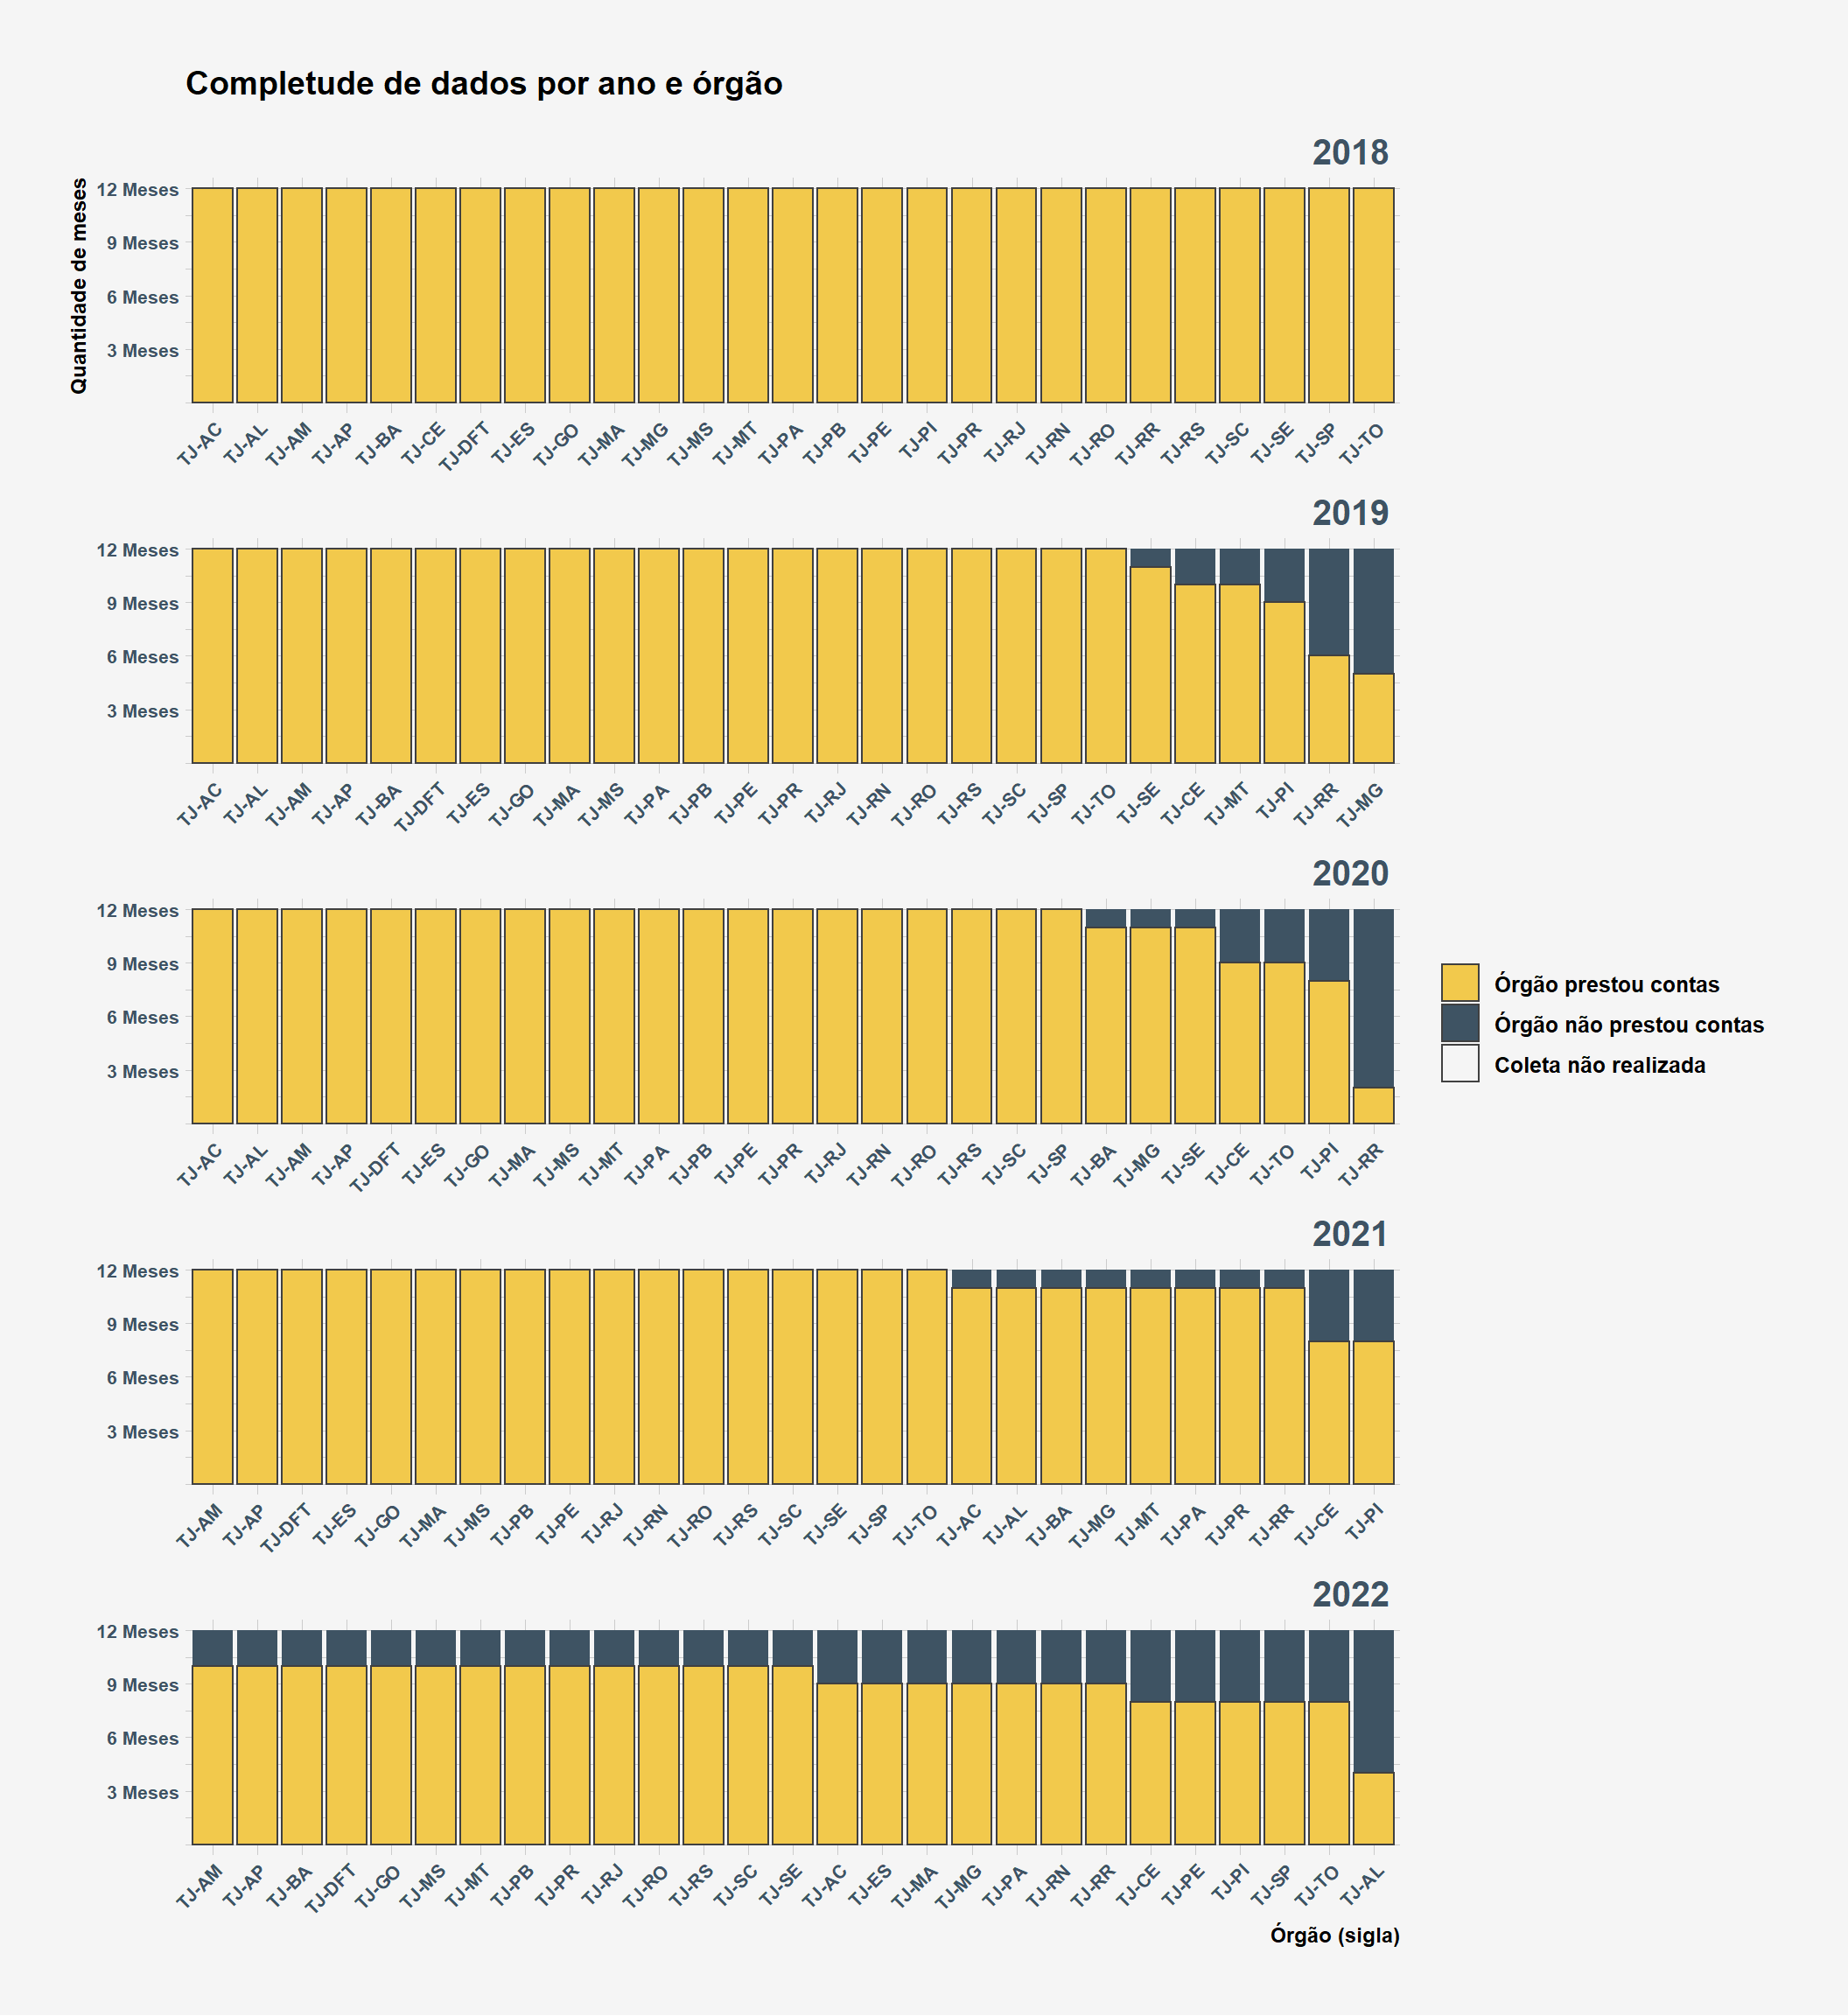 Completude de dados por ano e órgão
2018
Quantidade de meses
12 Meses
9 Meses
6 Meses
3 Meses
TJ-AC TJ-AL TJ-AM TJ-AP TJ-BA TJ-CE TJ-DFT TJ-ES TJ-GO TJ-MA TJ-MG TJ-MS TJ-MT TJ-PA TJ-PB TJ-PE TJ-PI TJ-PR TJ-RJ TJ-RN TJ-RO TJ-RR TJ-RS TJ-SC TJ-SE TJ-SP TJ-TO
2019
12 Meses
9 Meses
6 Meses
3 Meses
TJ-AC TJ-AL TJ-AM TJ-AP TJ-BA TJ-DFT TJ-ES TJ-GO TJ-MA TJ-MS TJ-PA TJ-PB TJ-PE TJ-PR TJ-RJ TJ-RN TJ-RO TJ-RS TJ-SC TJ-SP TJ-TO TJ-SE TJ-CE TJ-MT TJ-PI TJ-RR TJ-MG
2020
12 Meses
9 Meses
6 Meses
3 Meses
TJ-AC TJ-AL TJ-AM TJ-AP TJ-DFT TJ-ES TJ-GO TJ-MA TJ-MS TJ-MT TJ-PA TJ-PB TJ-PE TJ-PR TJ-RJ TJ-RN TJ-RO TJ-RS TJ-SC TJ-SP TJ-BA TJ-MG TJ-SE TJ-CE TJ-TO TJ-PI TJ-RR
Órgão prestou contas
Órgão não prestou contas
Coleta não realizada
2021
12 Meses
9 Meses
6 Meses
3 Meses
TJ-AM TJ-AP TJ-DFT TJ-ES TJ-GO TJ-MA TJ-MS TJ-PB TJ-PE TJ-RJ TJ-RN TJ-RO TJ-RS TJ-SC TJ-SE TJ-SP TJ-TO TJ-AC TJ-AL TJ-BA TJ-MG TJ-MT TJ-PA TJ-PR TJ-RR TJ-CE TJ-PI
2022
12 Meses
9 Meses
6 Meses
3 Meses
TJ-AM TJ-AP TJ-BA TJ-DFT TJ-GO TJ-MS TJ-MT TJ-PB TJ-PR TJ-RJ TJ-RO TJ-RS TJ-SC TJ-SE TJ-AC TJ-ES TJ-MA TJ-MG TJ-PA TJ-RN TJ-RR TJ-CE TJ-PE TJ-PI TJ-SP TJ-TO TJ-AL
Órgão (sigla)